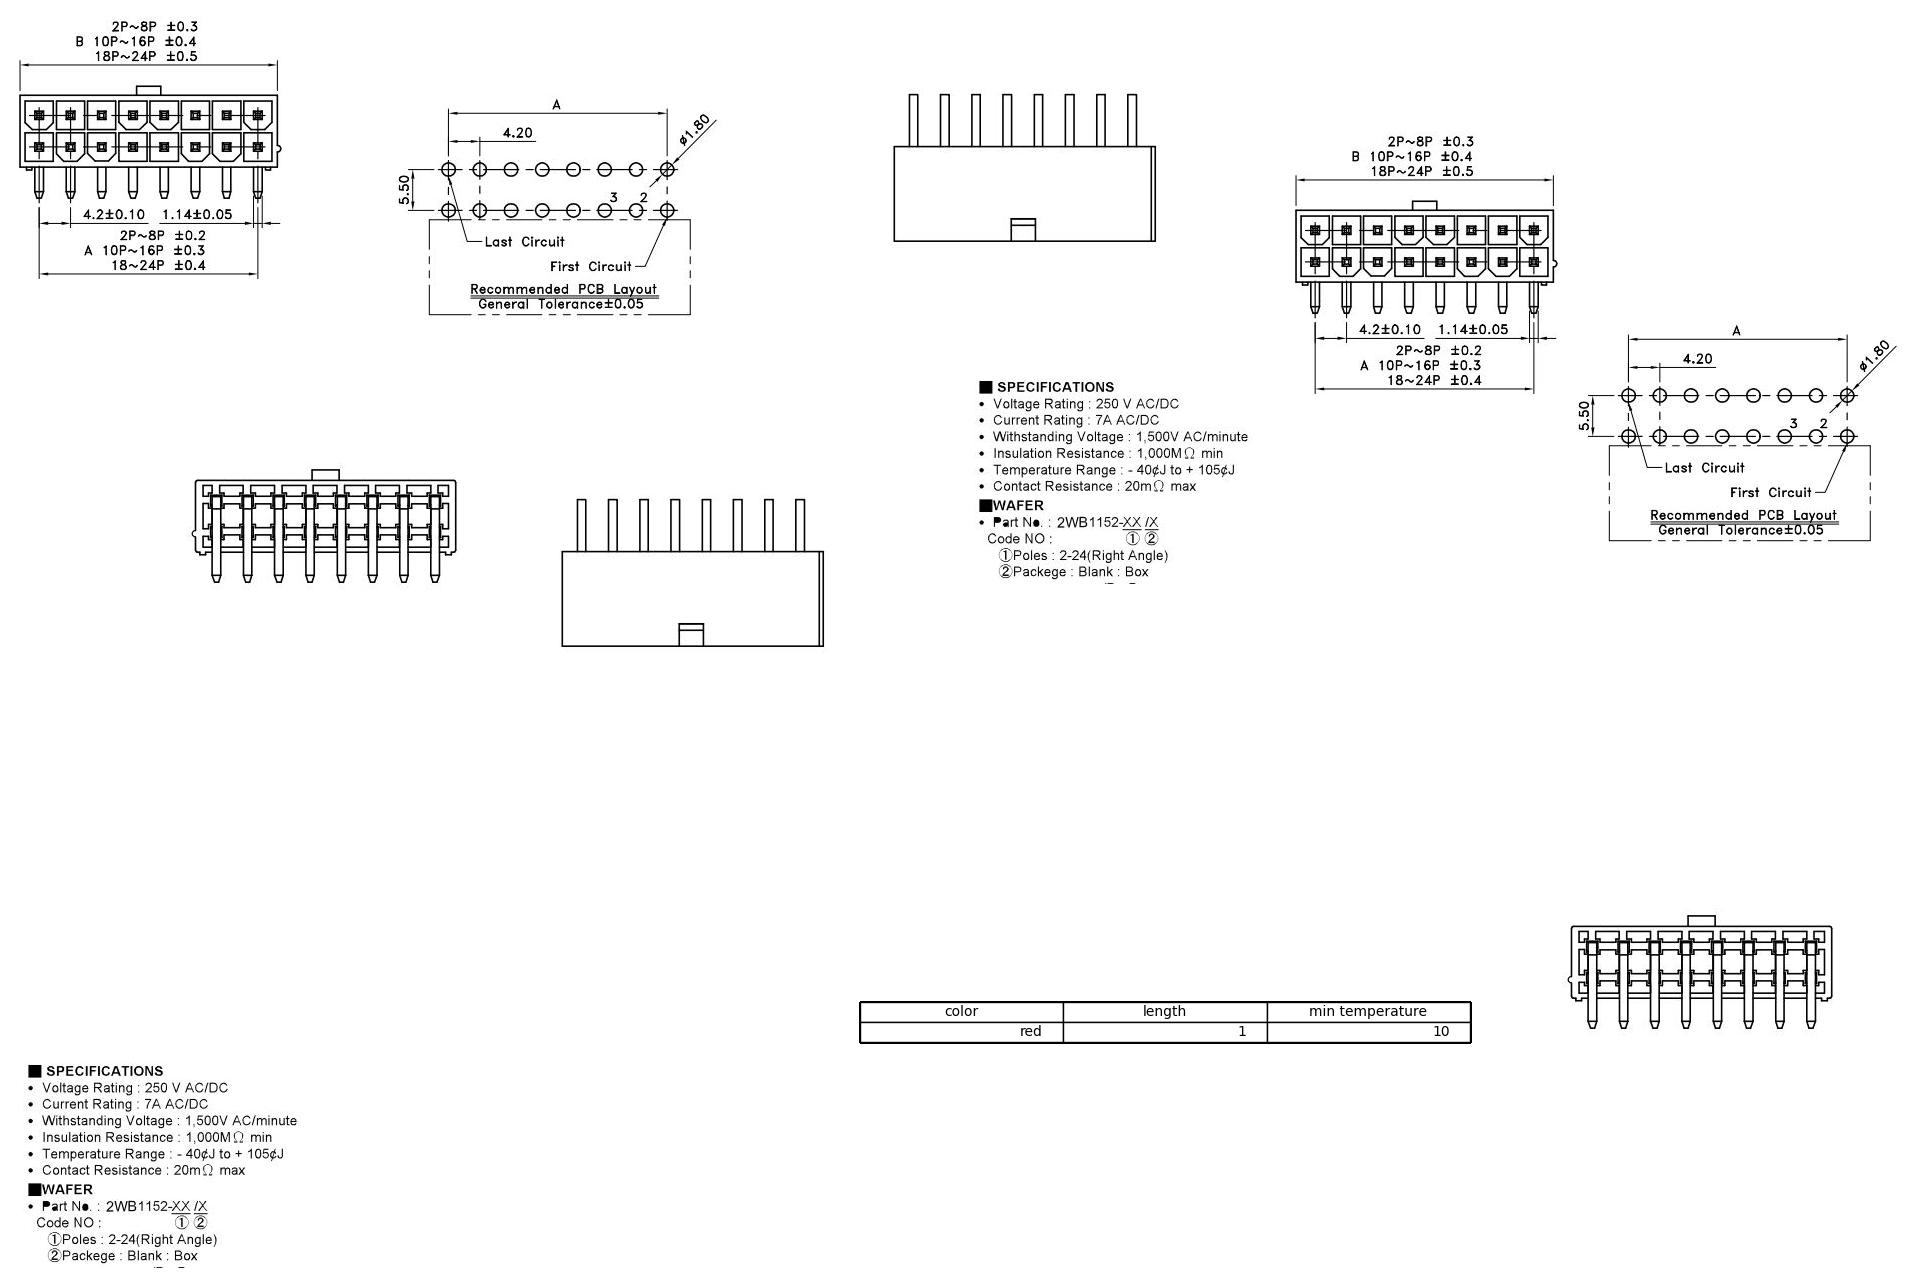 2P~8P ±0.3
B 10P~16P ±0.4
18P~24P ±0.5
4.2±0.10 1.14±0.05
2P~8P ±0.2
A 10P~16P ±0.3
18~24P ±0.4
A
ø1.80
4.20
5.50
3 2
Last Circuit
First Circuit
Recommended PCB Layout
General Tolerance±0.05
2P~8P ±0.3
B 10P~16P ±0.4
18P~24P ±0.5
4.2±0.10 1.14±0.05
2P~8P ±0.2
A 10P~16P ±0.3
18~24P ±0.4
A
ø1.80
4.20
5.50
3 2
Last Circuit
First Circuit
Recommended PCB Layout
General Tolerance±0.05
■ SPECIFICATIONS
• Voltage Rating : 250 V AC/DC
• Current Rating : 7A AC/DC
• Withstanding Voltage : 1,500V AC/minute
• Insulation Resistance : 1,000MΩ min
• Temperature Range : - 40¢J to + 105¢J
• Contact Resistance : 20mΩ max
■WAFER
• Part No. : 2WB1152-XX /X
Code NO : ① ②
①Poles : 2-24(Right Angle)
②Packege : Blank : Box
color length min temperature
red 1 10
■ SPECIFICATIONS
• Voltage Rating : 250 V AC/DC
• Current Rating : 7A AC/DC
• Withstanding Voltage : 1,500V AC/minute
• Insulation Resistance : 1,000MΩ min
• Temperature Range : - 40¢J to + 105¢J
• Contact Resistance : 20mΩ max
■WAFER
• Part No. : 2WB1152-XX /X
Code NO : ① ②
①Poles : 2-24(Right Angle)
②Packege : Blank : Box